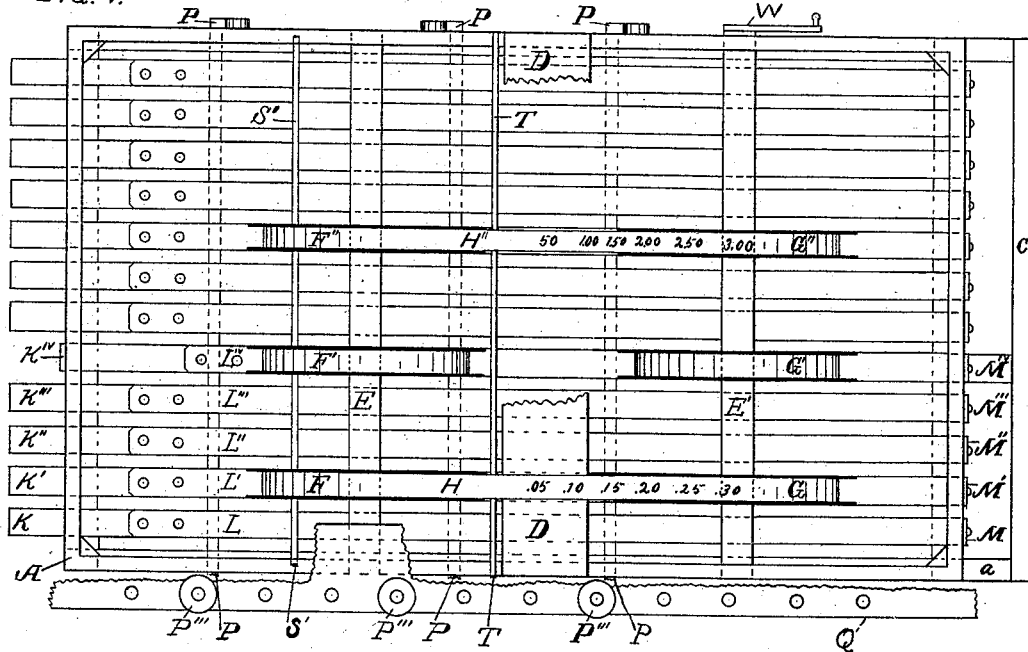 P P P W
D
S' T
F'' H'' 50 1.00 1.50 2.00 2.50 3.00 G''
C
K'''' L'''' F' G' M''''
K''' L''' E' E' M'''
K'' L'' M''
K' L' F H .05 .10 .15 .20 .25 .30 G M'
K L D M
A a
P''' P S' P''' P T P''' P Q'